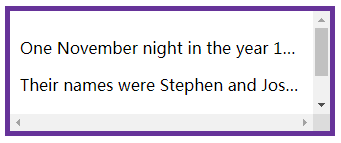 One November night in the year 1...
Their names were Stephen and Jos...